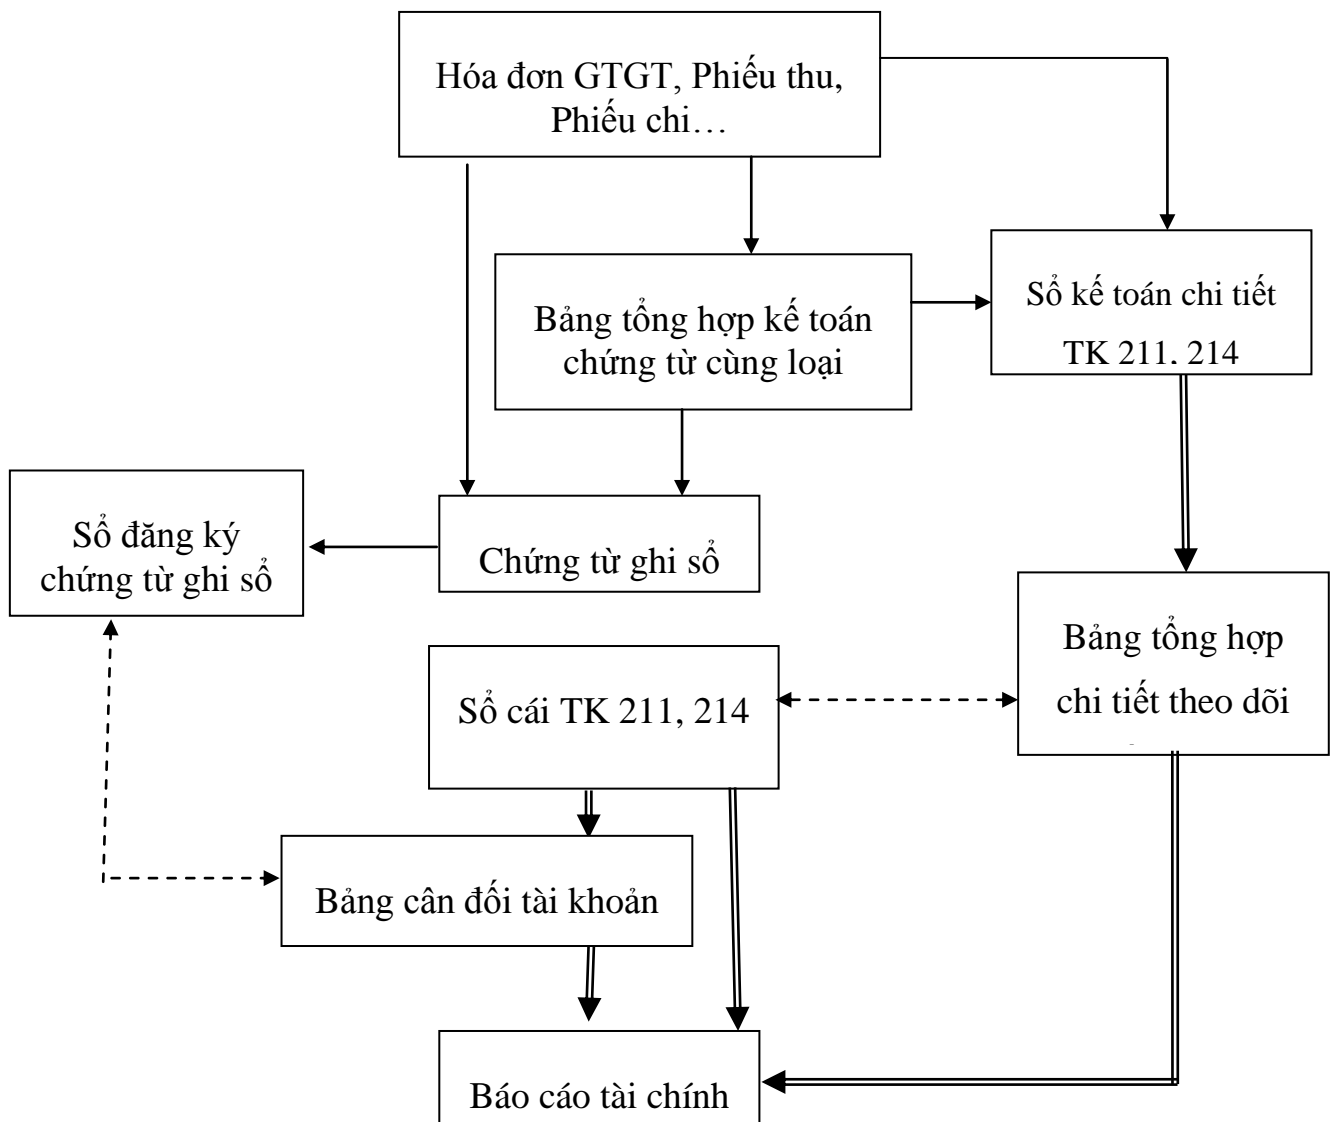 Hóa đơn GTGT, Phiếu thu,
Phiếu chi…
Bảng tổng hợp kế toán
chứng từ cùng loại
Sổ kế toán chi tiết
TK 211, 214
Sổ đăng ký
chứng từ ghi sổ
Chứng từ ghi sổ
Bảng tổng hợp
chi tiết theo dõi
Sổ cái TK 211, 214
Bảng cân đối tài khoản
Báo cáo tài chính